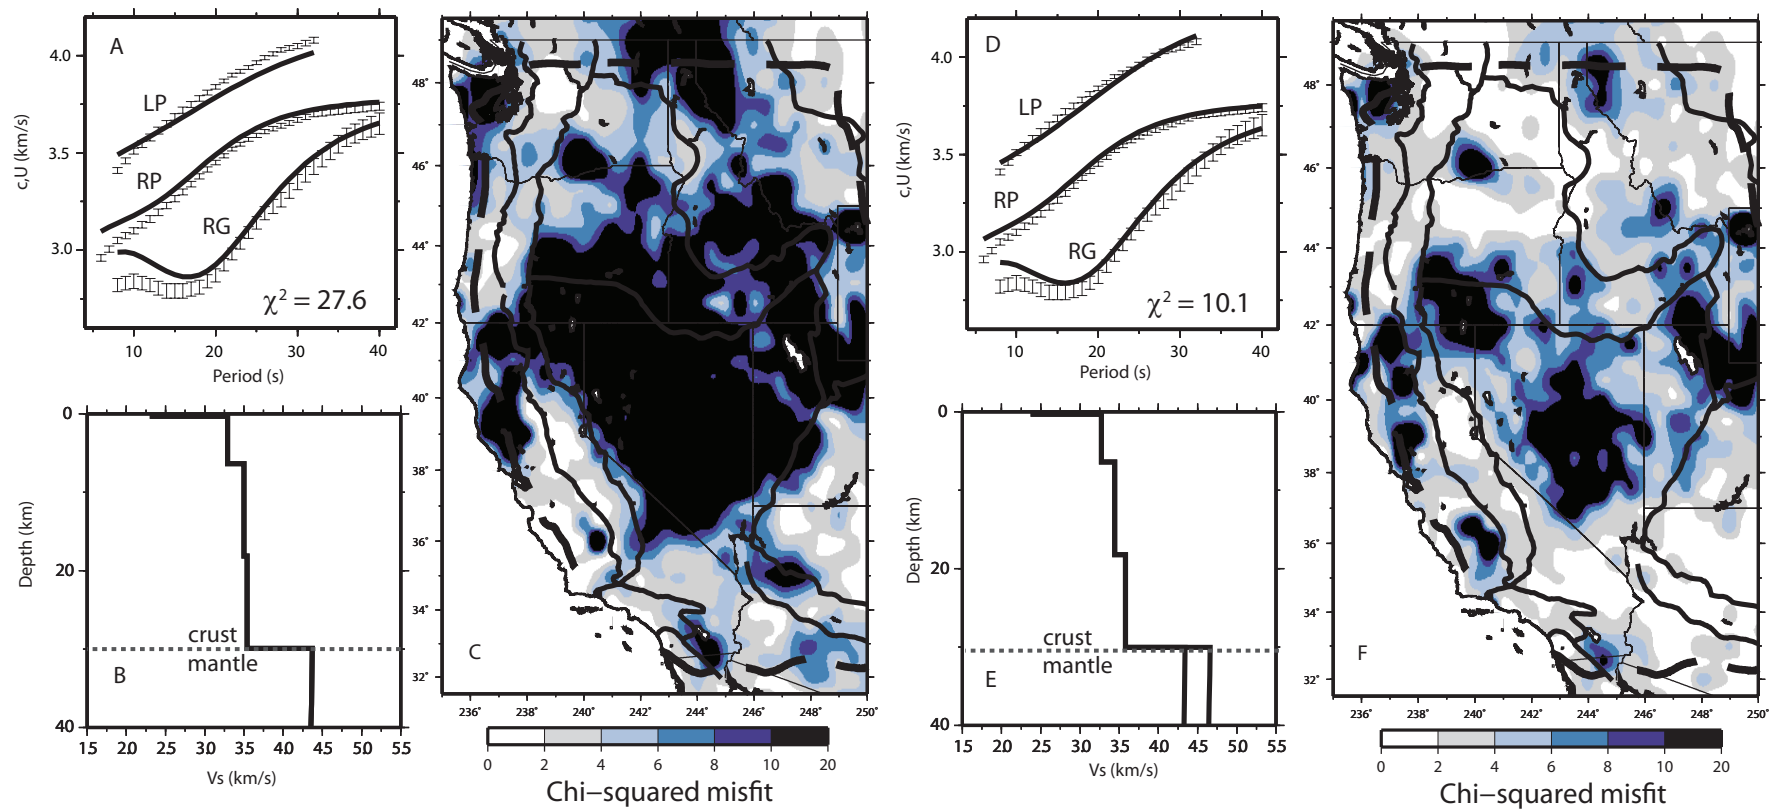 A
4.0
3.5
3.0
c,U (km/s)
LP
RP
RG
χ² = 27.6
10 20 30 40
Period (s)
0
20
40
Depth (km)
crust
mantle
B
15 20 25 30 35 40 45 50 55
Vs (km/s)
48°
46°
44°
42°
40°
38°
36°
34°
32°
C
236° 238° 240° 242° 244° 246° 248° 250°
0 2 4 6 8 10 20
Chi−squared misfit
D
4.0
3.5
3.0
c,U (km/s)
LP
RP
RG
χ² = 10.1
10 20 30 40
Period (s)
0
20
40
Depth (km)
crust
mantle
E
15 20 25 30 35 40 45 50 55
Vs (km/s)
48°
46°
44°
42°
40°
38°
36°
34°
32°
F
236° 238° 240° 242° 244° 246° 248° 250°
0 2 4 6 8 10 20
Chi−squared misfit